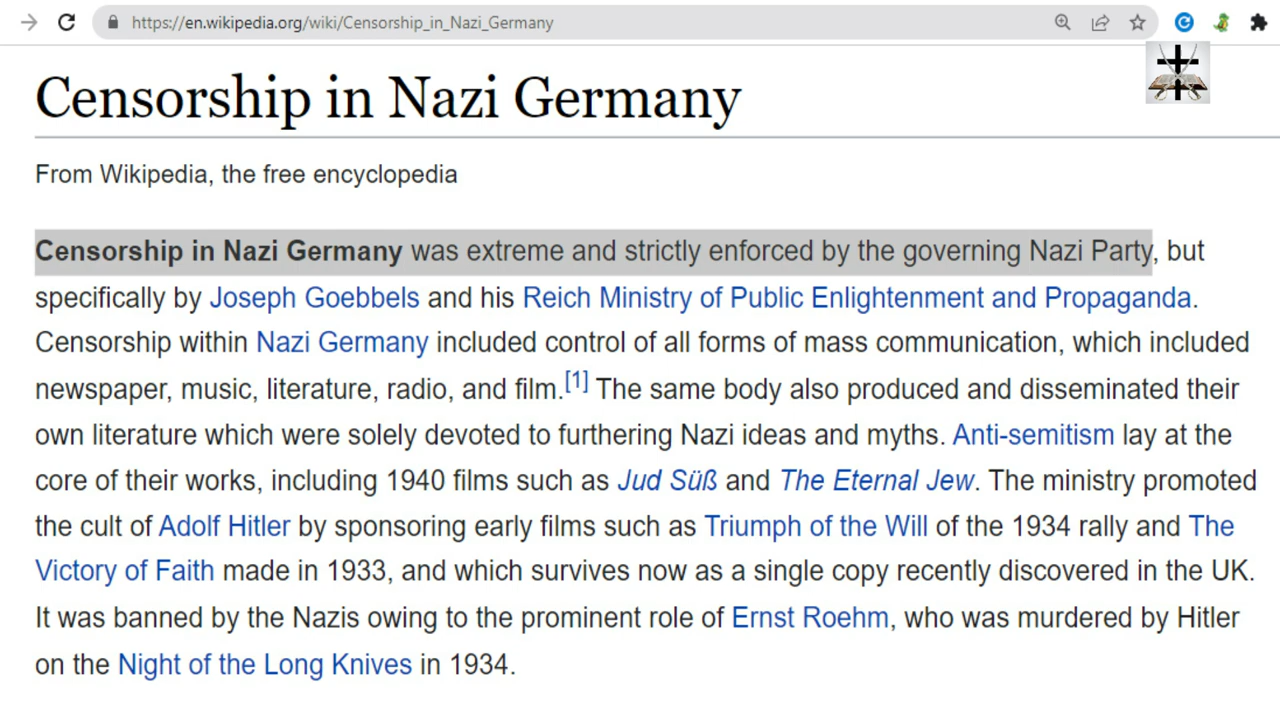 https://en.wikipedia.org/wiki/Censorship_in_Nazi_Germany
Censorship in Nazi Germany
From Wikipedia, the free encyclopedia
Censorship in Nazi Germany was extreme and strictly enforced by the governing Nazi Party, but
specifically by Joseph Goebbels and his Reich Ministry of Public Enlightenment and Propaganda.
Censorship within Nazi Germany included control of all forms of mass communication, which included
newspaper, music, literature, radio, and film.[1] The same body also produced and disseminated their
own literature which were solely devoted to furthering Nazi ideas and myths. Anti-semitism lay at the
core of their works, including 1940 films such as Jud Süß and The Eternal Jew. The ministry promoted
the cult of Adolf Hitler by sponsoring early films such as Triumph of the Will of the 1934 rally and The
Victory of Faith made in 1933, and which survives now as a single copy recently discovered in the UK.
It was banned by the Nazis owing to the prominent role of Ernst Roehm, who was murdered by Hitler
on the Night of the Long Knives in 1934.